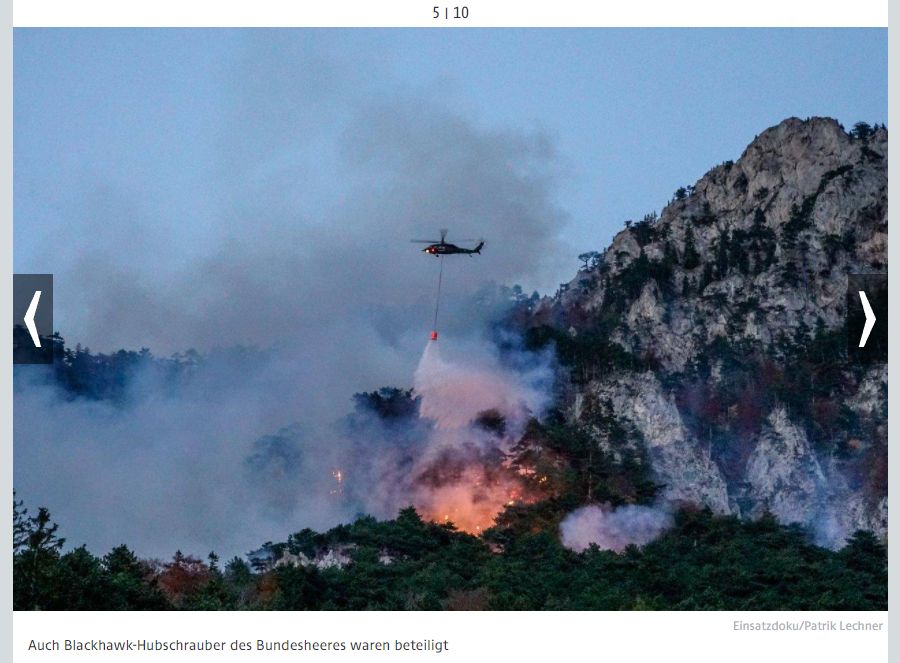 5 | 10
Einsatzdoku/Patrik Lechner
Auch Blackhawk-Hubschrauber des Bundesheeres waren beteiligt